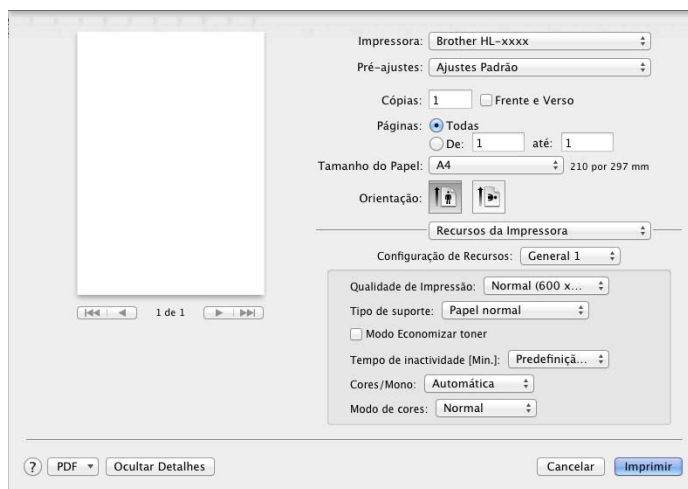 Impressora: Brother HL-xxxx
Pré-ajustes: Ajustes Padrão
Cópias: 1 Frente e Verso
Páginas: Todas
De: 1 até: 1
Tamanho do Papel: A4 210 por 297 mm
Orientação:
Recursos da Impressora
Configuração de Recursos: General 1
Qualidade de Impressão: Normal (600 x...
Tipo de suporte: Papel normal
Modo Economizar toner
Tempo de inactividade [Min.]: Predefiniçã...
Cores/Mono: Automática
Modo de cores: Normal
1 de 1
? PDF Ocultar Detalhes Cancelar Imprimir